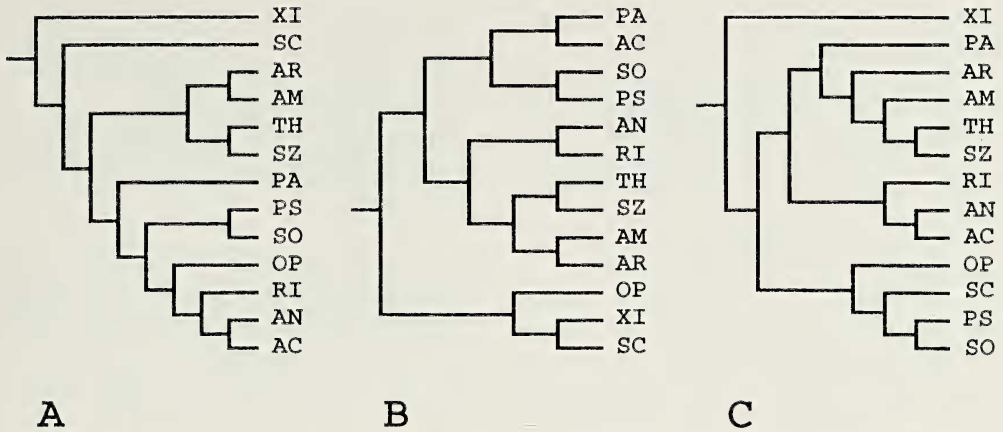 XI
SC
AR
AM
TH
SZ
PA
PS
SO
OP
RI
AN
AC
A
PA
AC
SO
PS
AN
RI
TH
SZ
AM
AR
OP
XI
SC
B
XI
PA
AR
AM
TH
SZ
RI
AN
AC
OP
SC
PS
SO
C